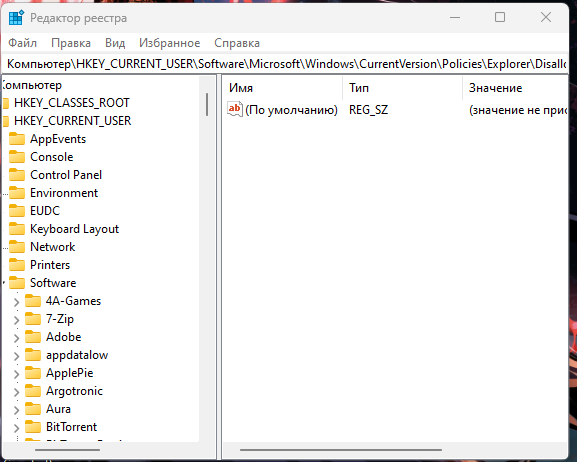 Редактор реестра
Файл Правка Вид Избранное Справка
Компьютер\HKEY_CURRENT_USER\Software\Microsoft\Windows\CurrentVersion\Policies\Explorer\Disallo
Компьютер
HKEY_CLASSES_ROOT
HKEY_CURRENT_USER
AppEvents
Console
Control Panel
Environment
EUDC
Keyboard Layout
Network
Printers
Software
4A-Games
7-Zip
Adobe
appdatalow
ApplePie
Argotronic
Aura
BitTorrent
Имя Тип Значение
ab (По умолчанию) REG_SZ (значение не прис